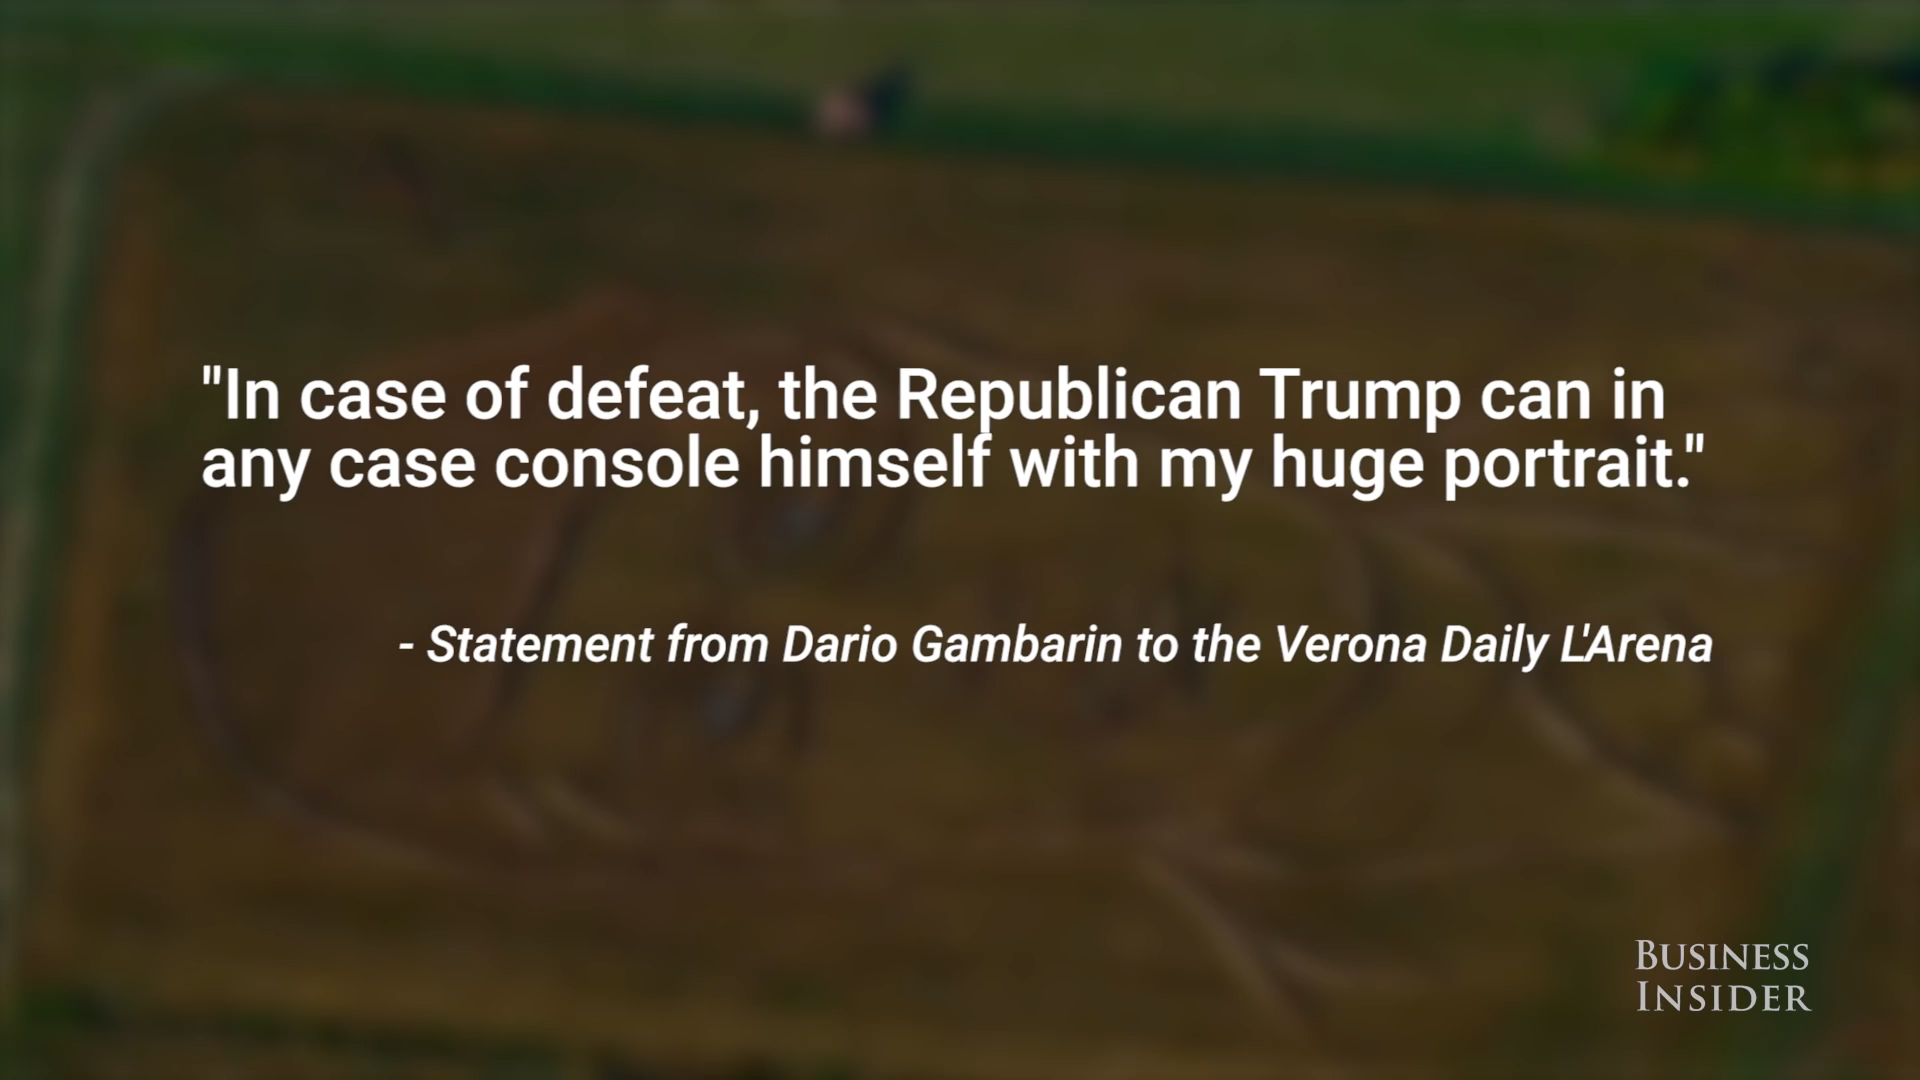 "In case of defeat, the Republican Trump can in
any case console himself with my huge portrait."
- Statement from Dario Gambarin to the Verona Daily L'Arena
BUSINESS
INSIDER